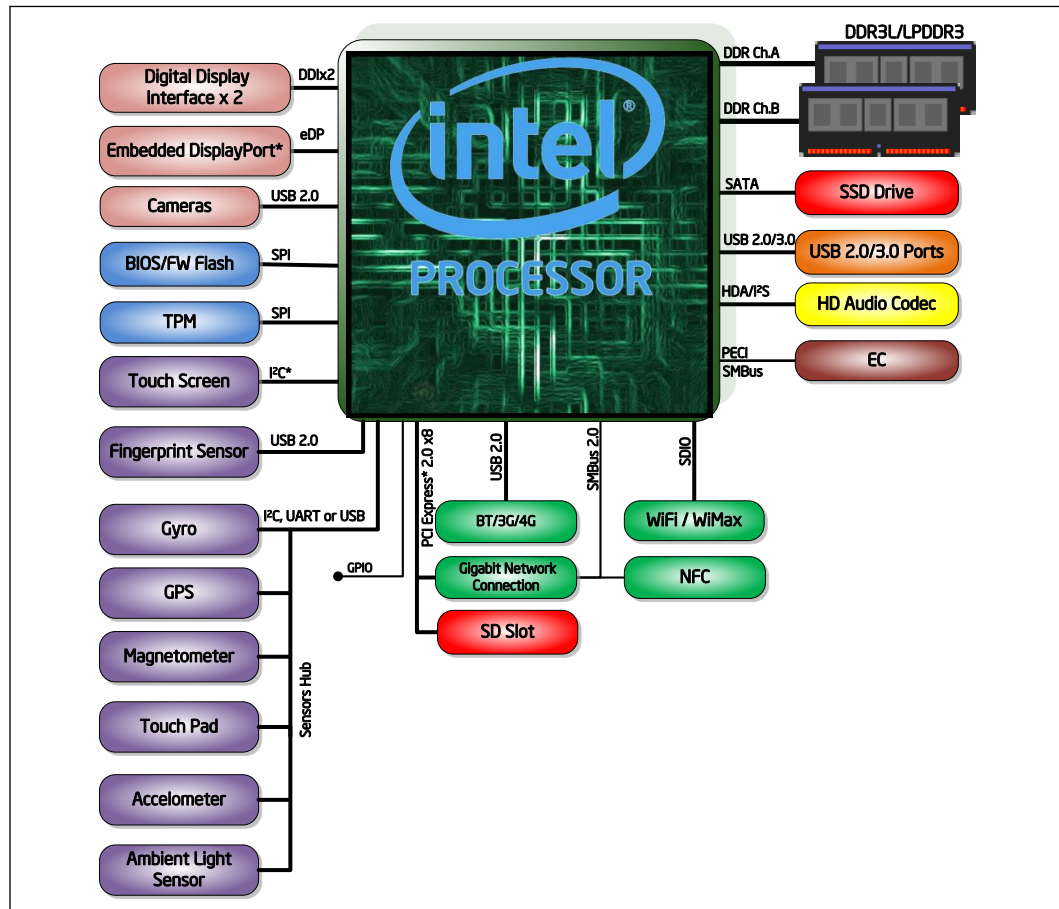 DDR3L/LPDDR3
DDR Ch.A
DDR Ch.B
Digital Display
Interface x 2
DDIx2
Embedded DisplayPort*
eDP
Cameras
USB 2.0
BIOS/FW Flash
SPI
TPM
SPI
Touch Screen
I²C*
Fingerprint Sensor
USB 2.0
intel
®
PROCESSOR
SATA
SSD Drive
USB 2.0/3.0
USB 2.0/3.0 Ports
HDA/I²S
HD Audio Codec
PECI
SMBus
EC
Gyro
I²C, UART or USB
GPS
Magnetometer
Touch Pad
Accelometer
Ambient Light
Sensor
Sensors Hub
GPIO
PCI Express* 2.0 x8
USB 2.0
SMBus 2.0
SDIO
BT/3G/4G
WiFi / WiMax
Gigabit Network
Connection
NFC
SD Slot